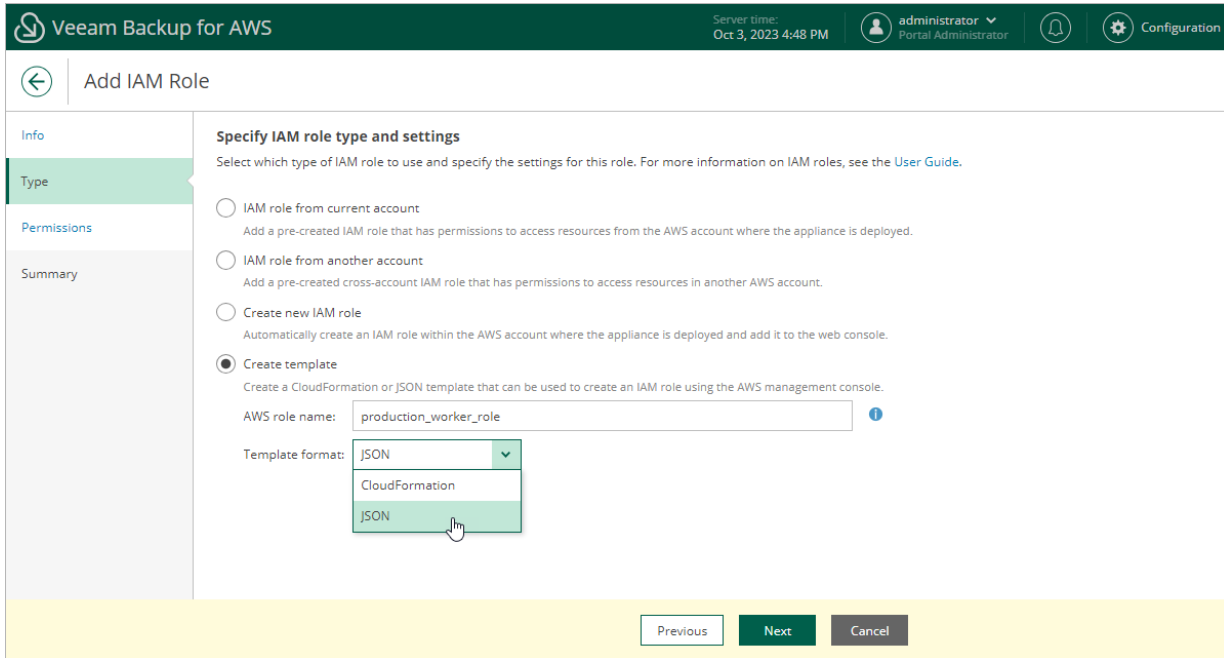 Veeam Backup for AWS
Server time:
Oct 3, 2023 4:48 PM
administrator
Portal Administrator
Configuration
Add IAM Role
Info
Type
Permissions
Summary
Specify IAM role type and settings
Select which type of IAM role to use and specify the settings for this role. For more information on IAM roles, see the User Guide.
IAM role from current account
Add a pre-created IAM role that has permissions to access resources from the AWS account where the appliance is deployed.
IAM role from another account
Add a pre-created cross-account IAM role that has permissions to access resources in another AWS account.
Create new IAM role
Automatically create an IAM role within the AWS account where the appliance is deployed and add it to the web console.
Create template
Create a CloudFormation or JSON template that can be used to create an IAM role using the AWS management console.
AWS role name: production_worker_role
Template format: JSON
CloudFormation
JSON
Previous Next Cancel